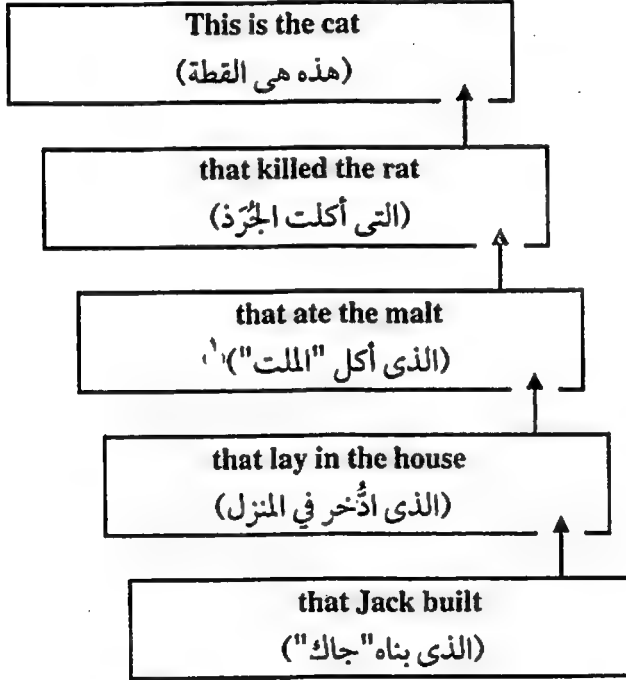 This is the cat
(هذه هى القطة)
that killed the rat
(التى أكلت الجُرَذ)
that ate the malt
(الذى أكل "الملت")(١)
that lay in the house
(الذى ادُّخر في المنزل)
that Jack built
(الذى بناه"جاك")